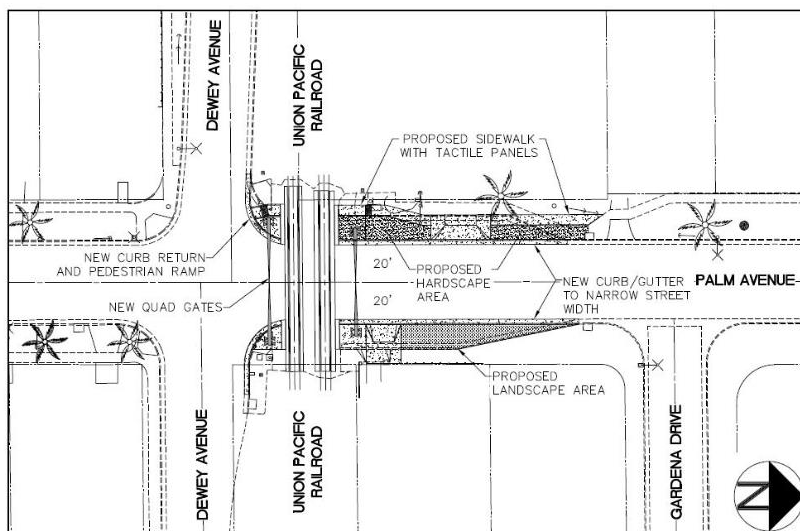 DEWEY AVENUE
UNION PACIFIC
RAILROAD
PROPOSED SIDEWALK
WITH TACTILE PANELS
NEW CURB RETURN
AND PEDESTRIAN RAMP
20'
PROPOSED
HARDSCAPE
AREA
NEW CURB/GUTTER
TO NARROW STREET
WIDTH
PALM AVENUE
NEW QUAD GATES
20'
PROPOSED
LANDSCAPE AREA
DEWEY AVENUE
UNION PACIFIC
RAILROAD
GARDENA DRIVE
N